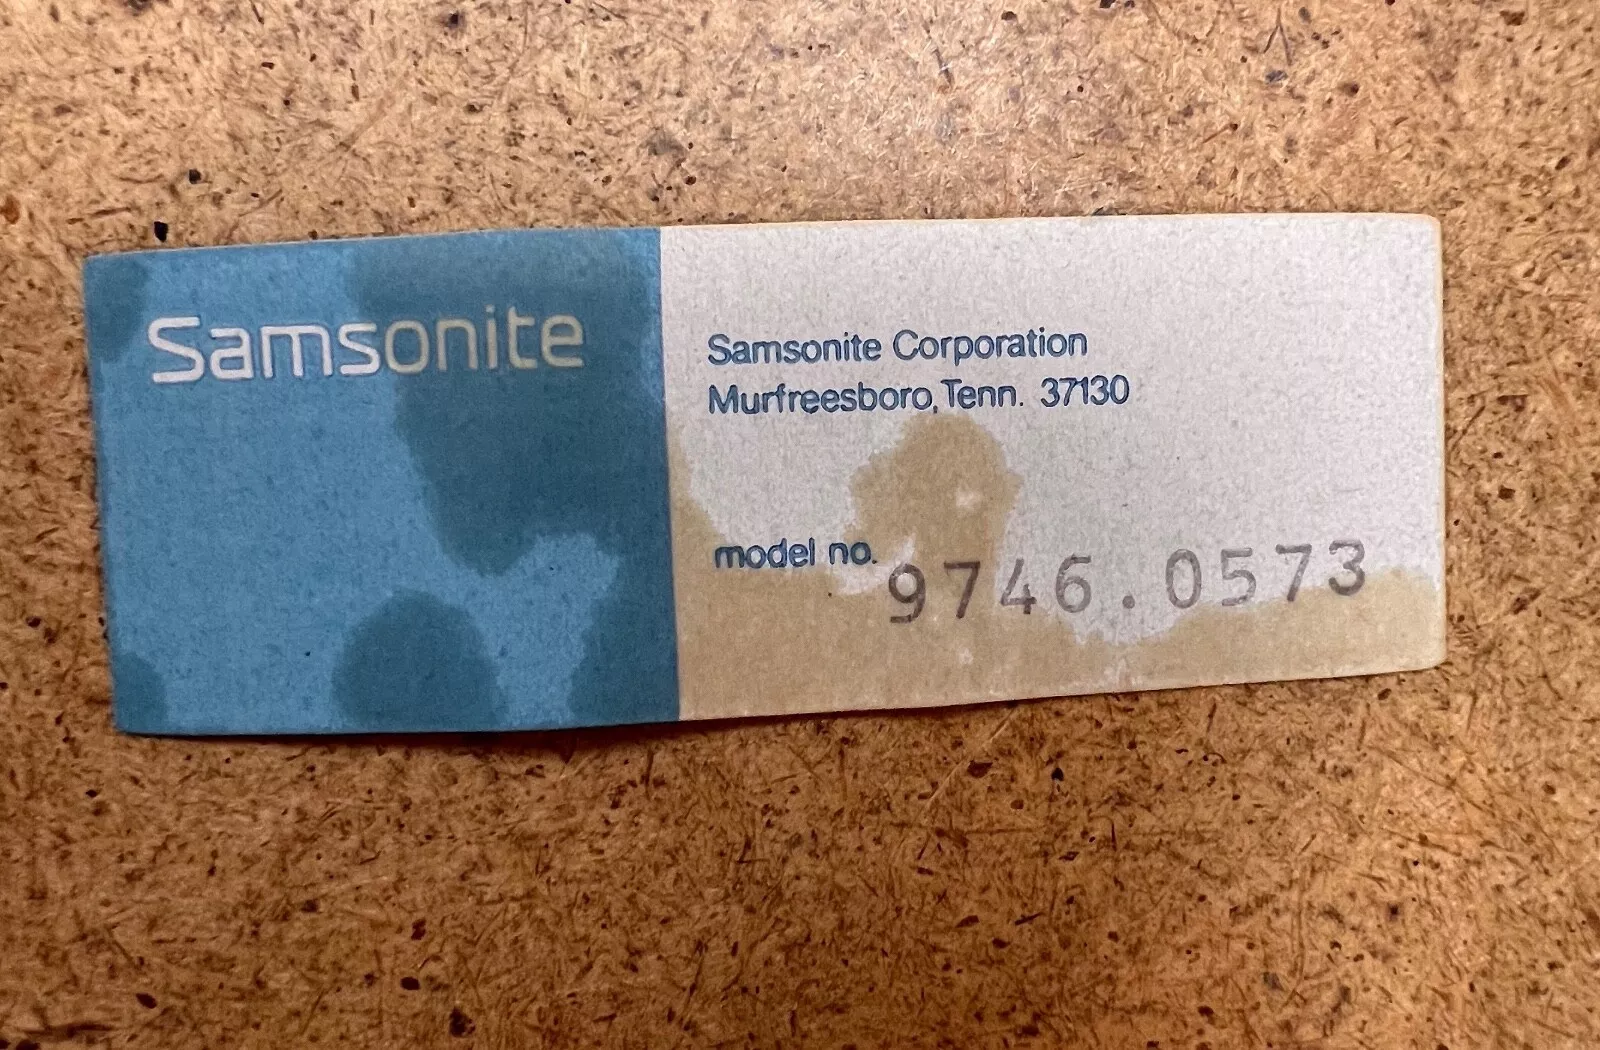 Samsonite
Samsonite Corporation
Murfreesboro, Tenn. 37130
model no. 9746.0573